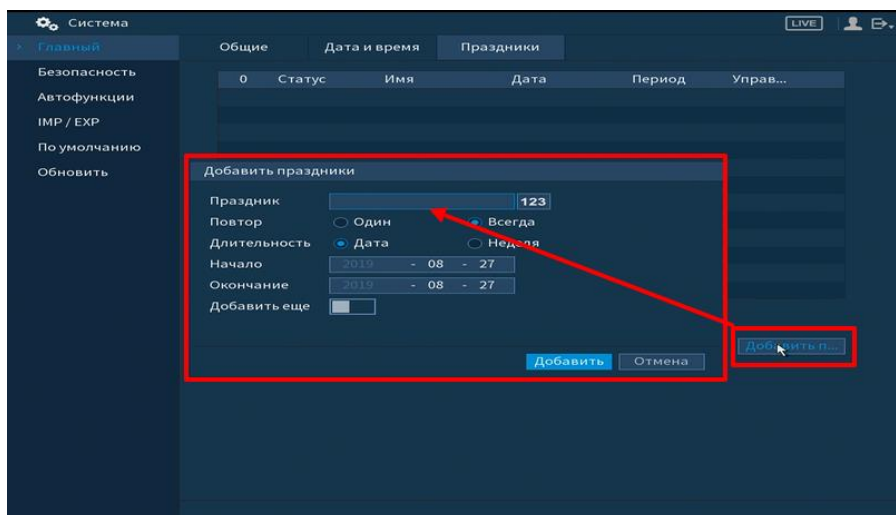 Система LIVE
Главный Общие Дата и время Праздники
Безопасность
0 Статус Имя Дата Период Управ...
Автофункции
IMP / EXP
По умолчанию
Обновить
Добавить праздники
Праздник 123
Повтор Один Всегда
Длительность Дата Неделя
Начало 2019 - 08 - 27
Окончание 2019 - 08 - 27
Добавить еще
Добавить п...
Добавить Отмена